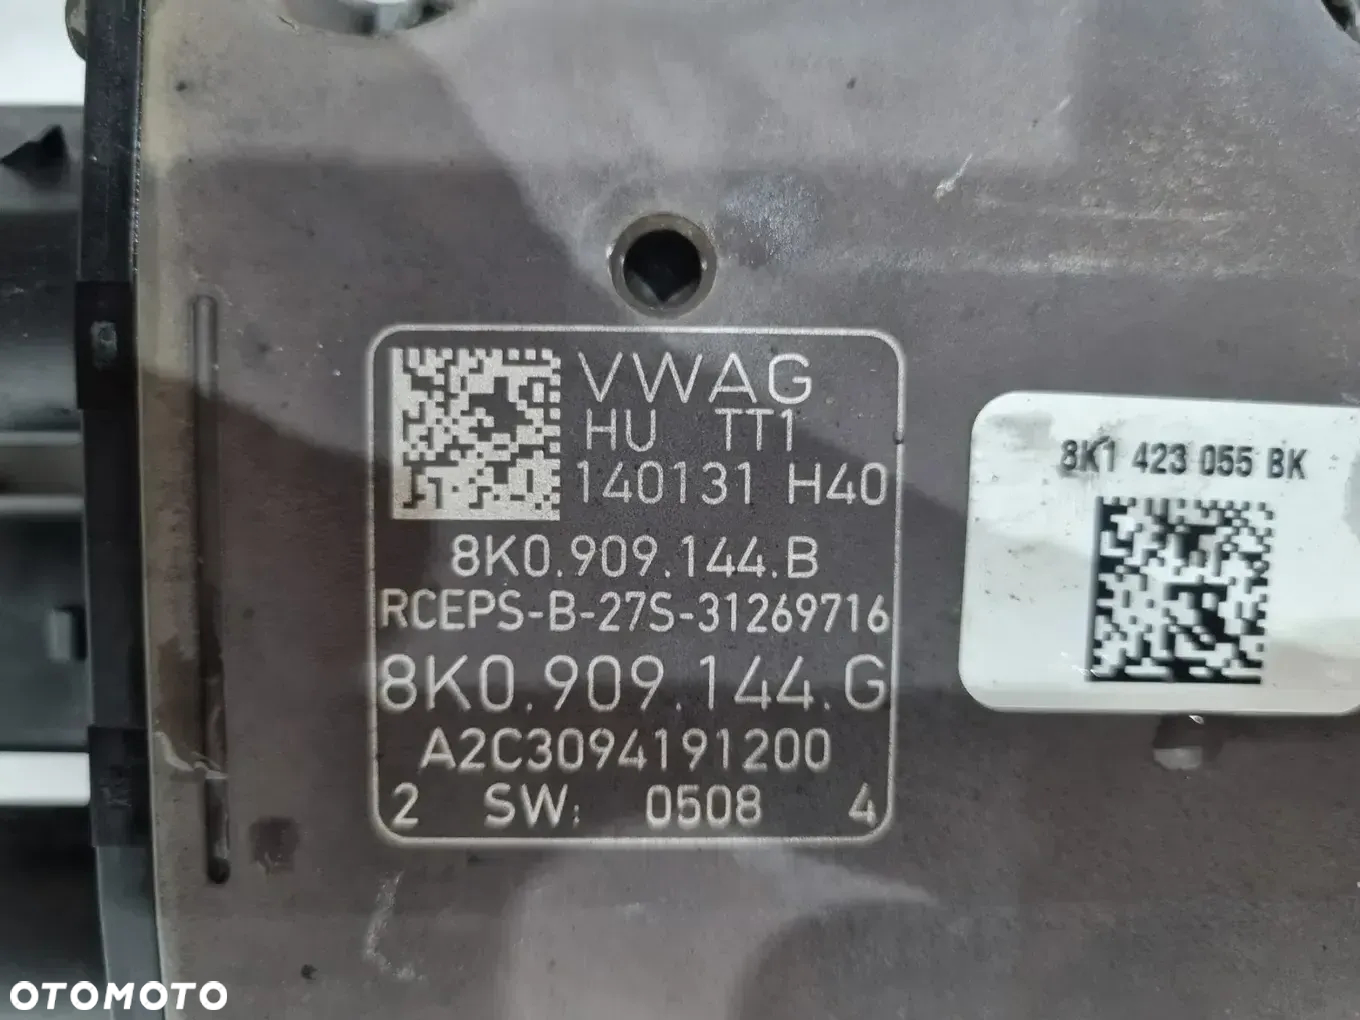 VWAG
HU TT1
140131 H40
8K0.909.144.B
RCEPS-B-27S-31269716
8K0.909.144.G
A2C3094191200
2 SW: 0508 4
8K1 423 055 BK
OTOMOTO